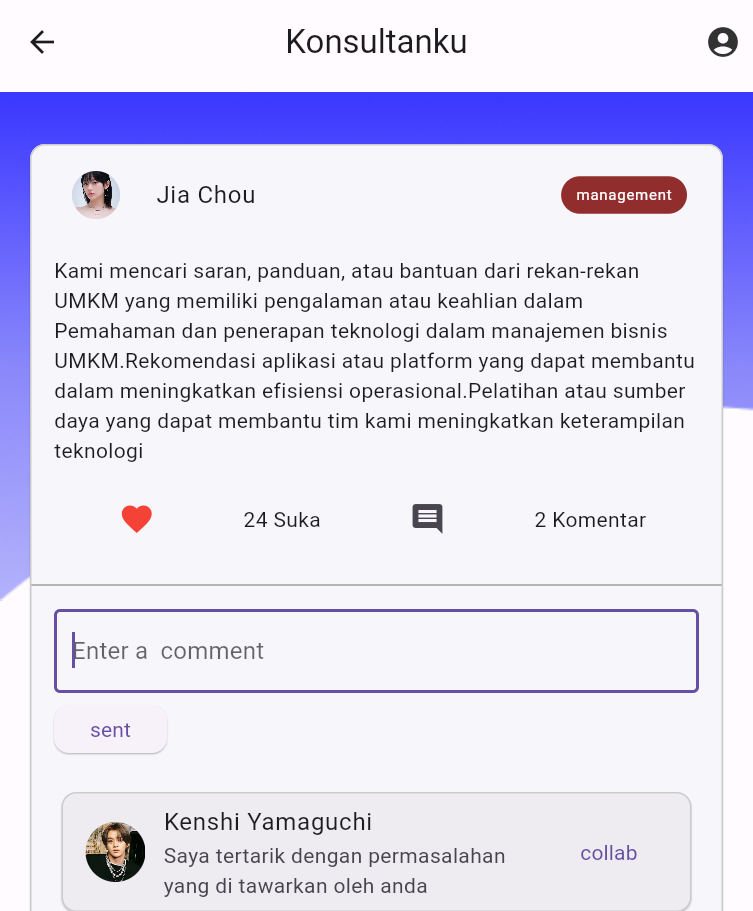 Konsultanku
Jia Chou
management
Kami mencari saran, panduan, atau bantuan dari rekan-rekan
UMKM yang memiliki pengalaman atau keahlian dalam
Pemahaman dan penerapan teknologi dalam manajemen bisnis
UMKM.Rekomendasi aplikasi atau platform yang dapat membantu
dalam meningkatkan efisiensi operasional.Pelatihan atau sumber
daya yang dapat membantu tim kami meningkatkan keterampilan
teknologi
24 Suka
2 Komentar
Enter a  comment
sent
Kenshi Yamaguchi
Saya tertarik dengan permasalahan
yang di tawarkan oleh anda
collab